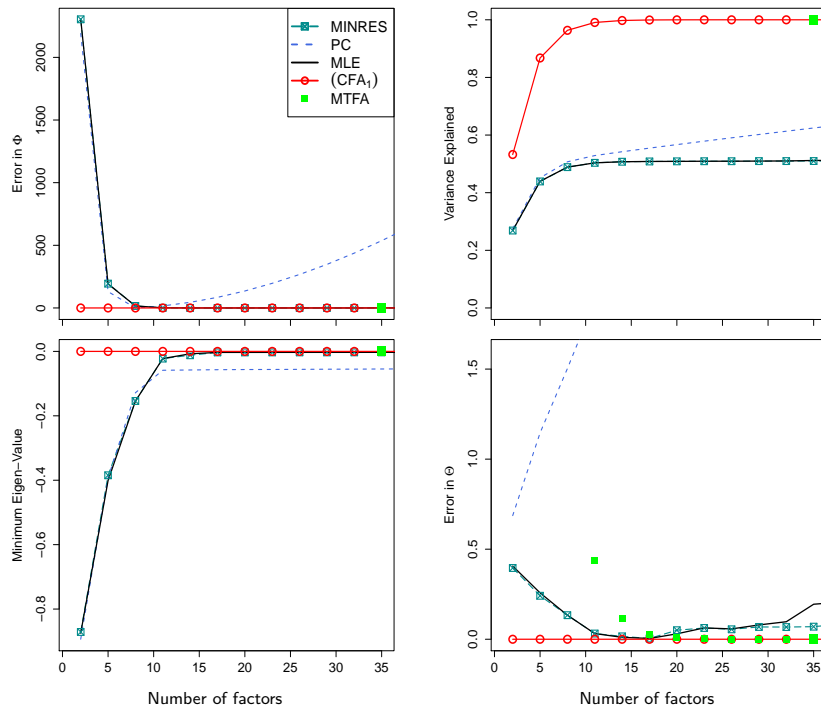 MINRES
PC
MLE
(CFA₁)
MTFA
Error in Φ
0
500
1000
1500
2000
Variance Explained
0.0
0.2
0.4
0.6
0.8
1.0
Minimum Eigen−Value
−0.8
−0.6
−0.4
−0.2
0.0
0 5 10 15 20 25 30 35
Number of factors
Error in Θ
0.0
0.5
1.0
1.5
0 5 10 15 20 25 30 35
Number of factors